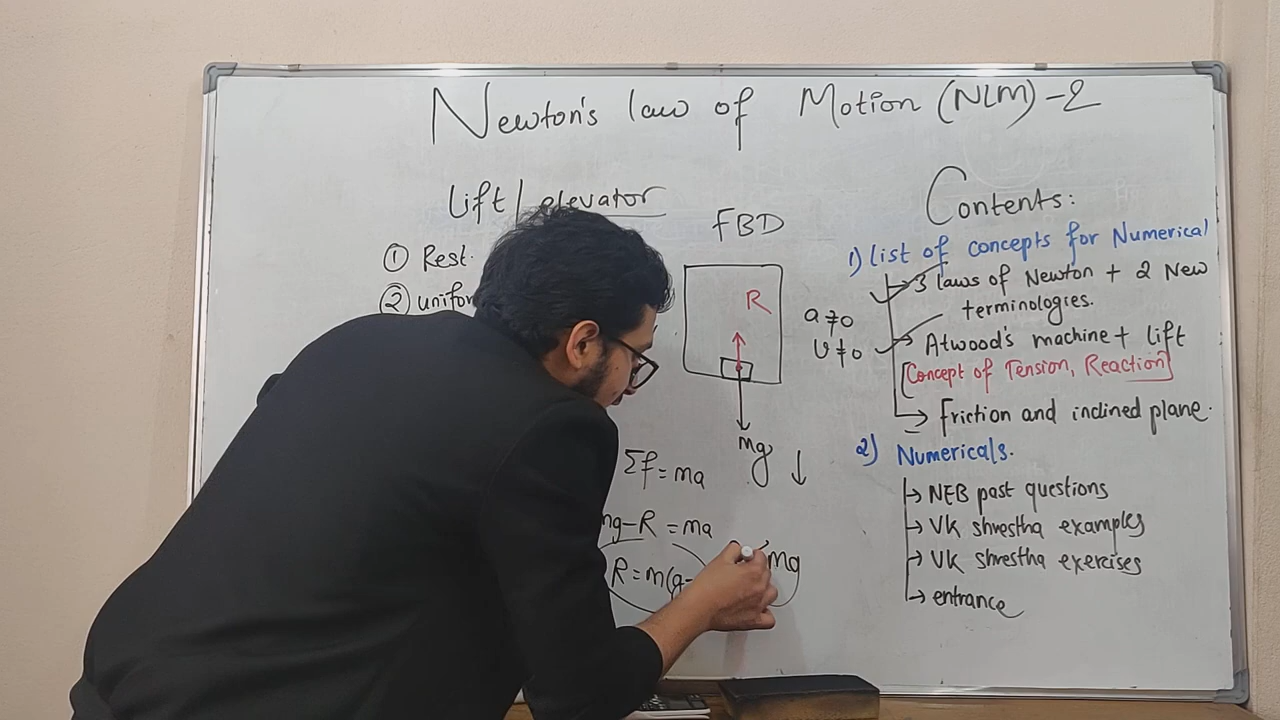 Newton's law of Motion (NLM)-2
Lift / elevator
① Rest.
② unifor
FBD
R
a≠0
v≠0
mg ↓
Σf = ma
mg-R = ma
R = m(g-
mg
Contents:
1) list of concepts for Numerical
→ 3 laws of Newton + 2 New
terminologies.
→ Atwood's machine + lift
[Concept of Tension, Reaction]
→ friction and inclined plane.
2) Numericals.
→ NEB past questions
→ VK shrestha examples
→ VK shrestha exercises
→ entrance